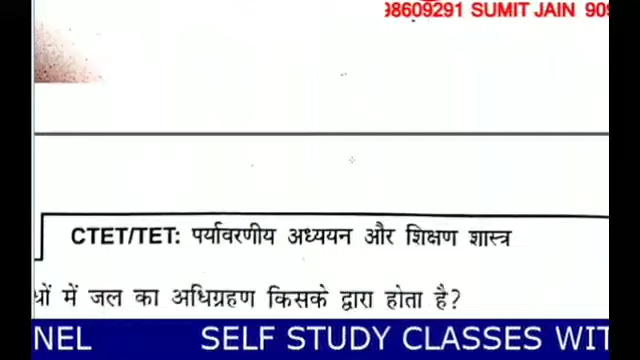 98609291 SUMIT JAIN 909
CTET/TET: पर्यावरणीय अध्ययन और शिक्षण शास्त्र
में जल का अधिग्रहण किसके द्वारा होता है?
NEL SELF STUDY CLASSES WIT